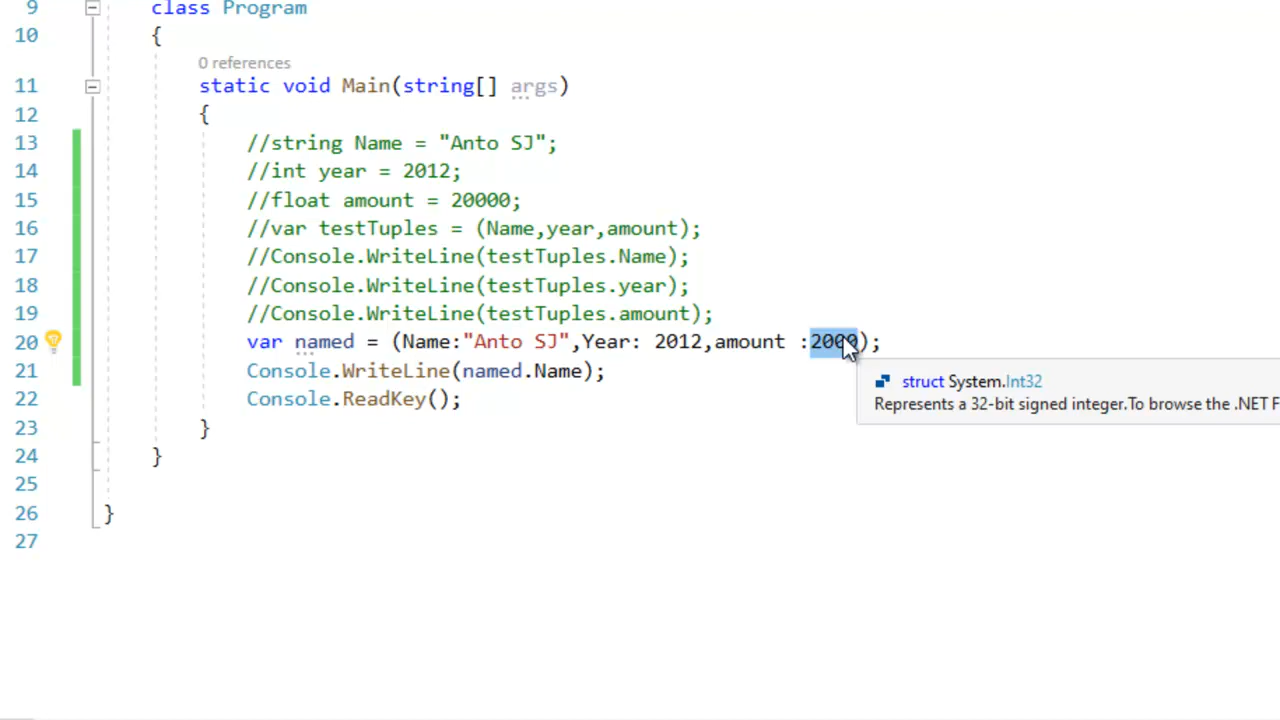 9 class Program
10 {
0 references
11 static void Main(string[] args)
12 {
13 //string Name = "Anto SJ";
14 //int year = 2012;
15 //float amount = 20000;
16 //var testTuples = (Name,year,amount);
17 //Console.WriteLine(testTuples.Name);
18 //Console.WriteLine(testTuples.year);
19 //Console.WriteLine(testTuples.amount);
20 var named = (Name:"Anto SJ",Year: 2012,amount :2000);
21 Console.WriteLine(named.Name);
struct System.Int32
22 Console.ReadKey();
Represents a 32-bit signed integer.To browse the .NET F
23 }
24 }
25
26 }
27